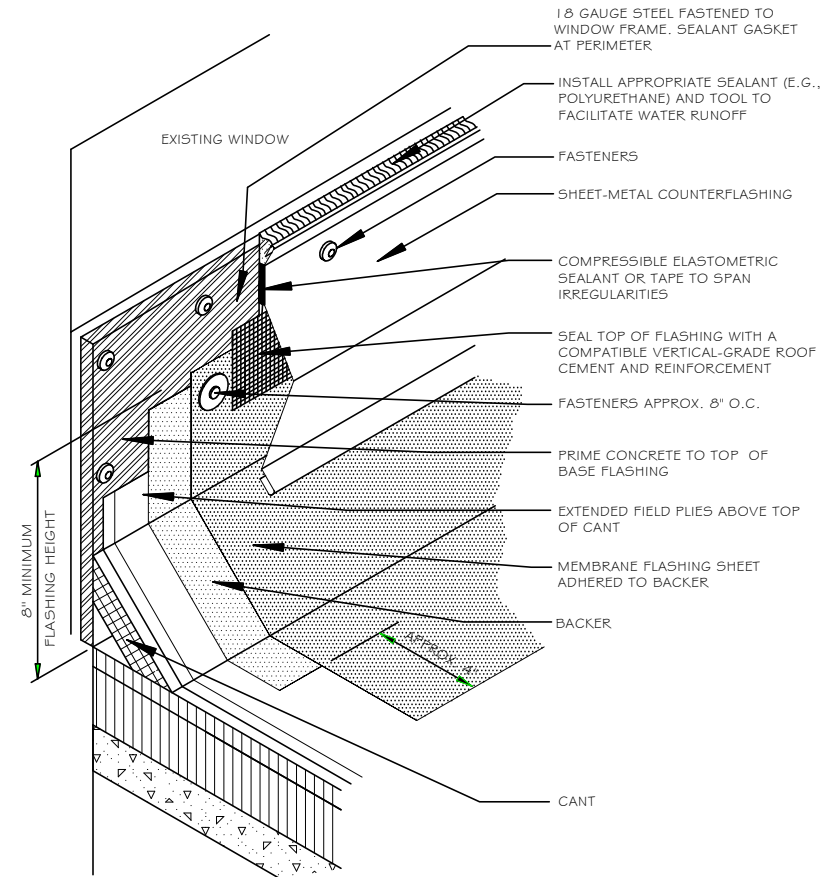 18 GAUGE STEEL FASTENED TO
WINDOW FRAME. SEALANT GASKET
AT PERIMETER
INSTALL APPROPRIATE SEALANT (E.G.,
POLYURETHANE) AND TOOL TO
FACILITATE WATER RUNOFF
EXISTING WINDOW
FASTENERS
SHEET-METAL COUNTERFLASHING
COMPRESSIBLE ELASTOMETRIC
SEALANT OR TAPE TO SPAN
IRREGULARITIES
SEAL TOP OF FLASHING WITH A
COMPATIBLE VERTICAL-GRADE ROOF
CEMENT AND REINFORCEMENT
FASTENERS APPROX. 8" O.C.
PRIME CONCRETE TO TOP OF
BASE FLASHING
EXTENDED FIELD PLIES ABOVE TOP
OF CANT
8" MINIMUM
FLASHING HEIGHT
MEMBRANE FLASHING SHEET
ADHERED TO BACKER
BACKER
APPROX. 4"
CANT